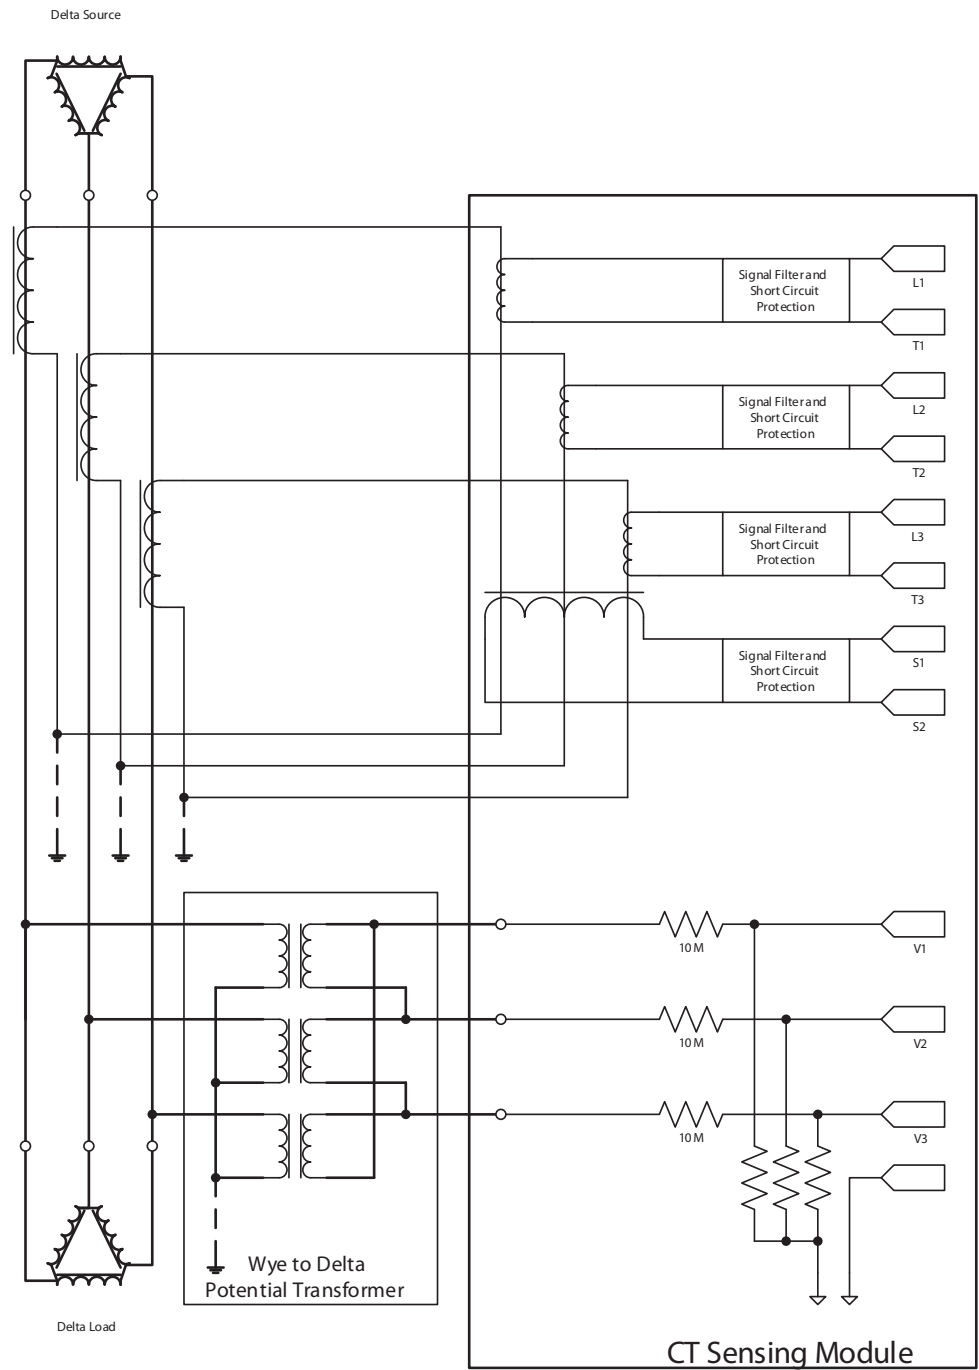 Delta Source
Signal Filter and
Short Circuit
Protection
L1
T1
Signal Filter and
Short Circuit
Protection
L2
T2
Signal Filter and
Short Circuit
Protection
L3
T3
Signal Filter and
Short Circuit
Protection
S1
S2
10 M
V1
10 M
V2
10 M
V3
Wye to Delta
Potential Transformer
Delta Load
CT Sensing Module